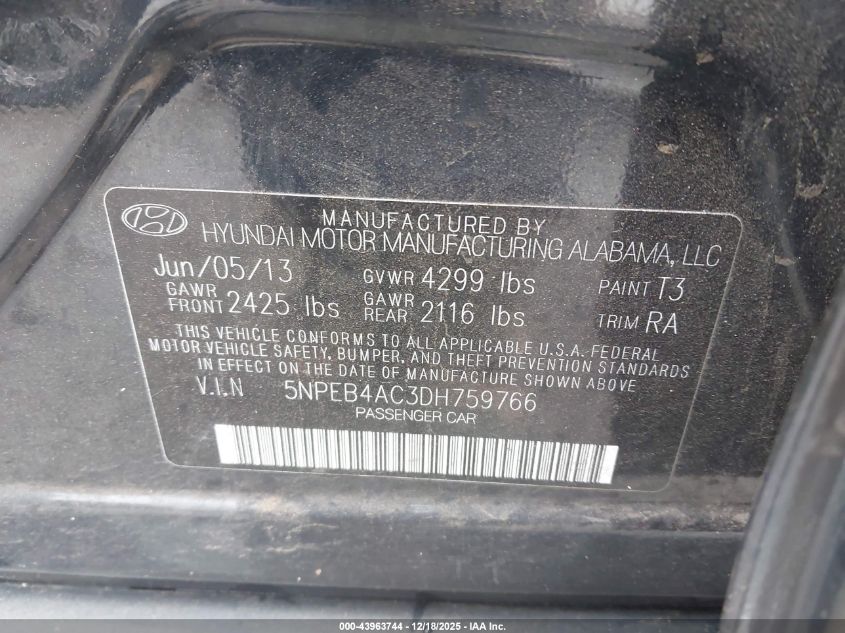 MANUFACTURED BY
HYUNDAI MOTOR MANUFACTURING ALABAMA, LLC
Jun/05/13 GVWR 4299 lbs PAINT T3
GAWR FRONT 2425 lbs GAWR REAR 2116 lbs TRIM RA
THIS VEHICLE CONFORMS TO ALL APPLICABLE U.S.A. FEDERAL
MOTOR VEHICLE SAFETY, BUMPER, AND THEFT PREVENTION STANDARDS
IN EFFECT ON THE DATE OF MANUFACTURE SHOWN ABOVE.
V.I.N 5NPEB4AC3DH759766
PASSENGER CAR
000-43963744 - 12/18/2025 - IAA Inc.